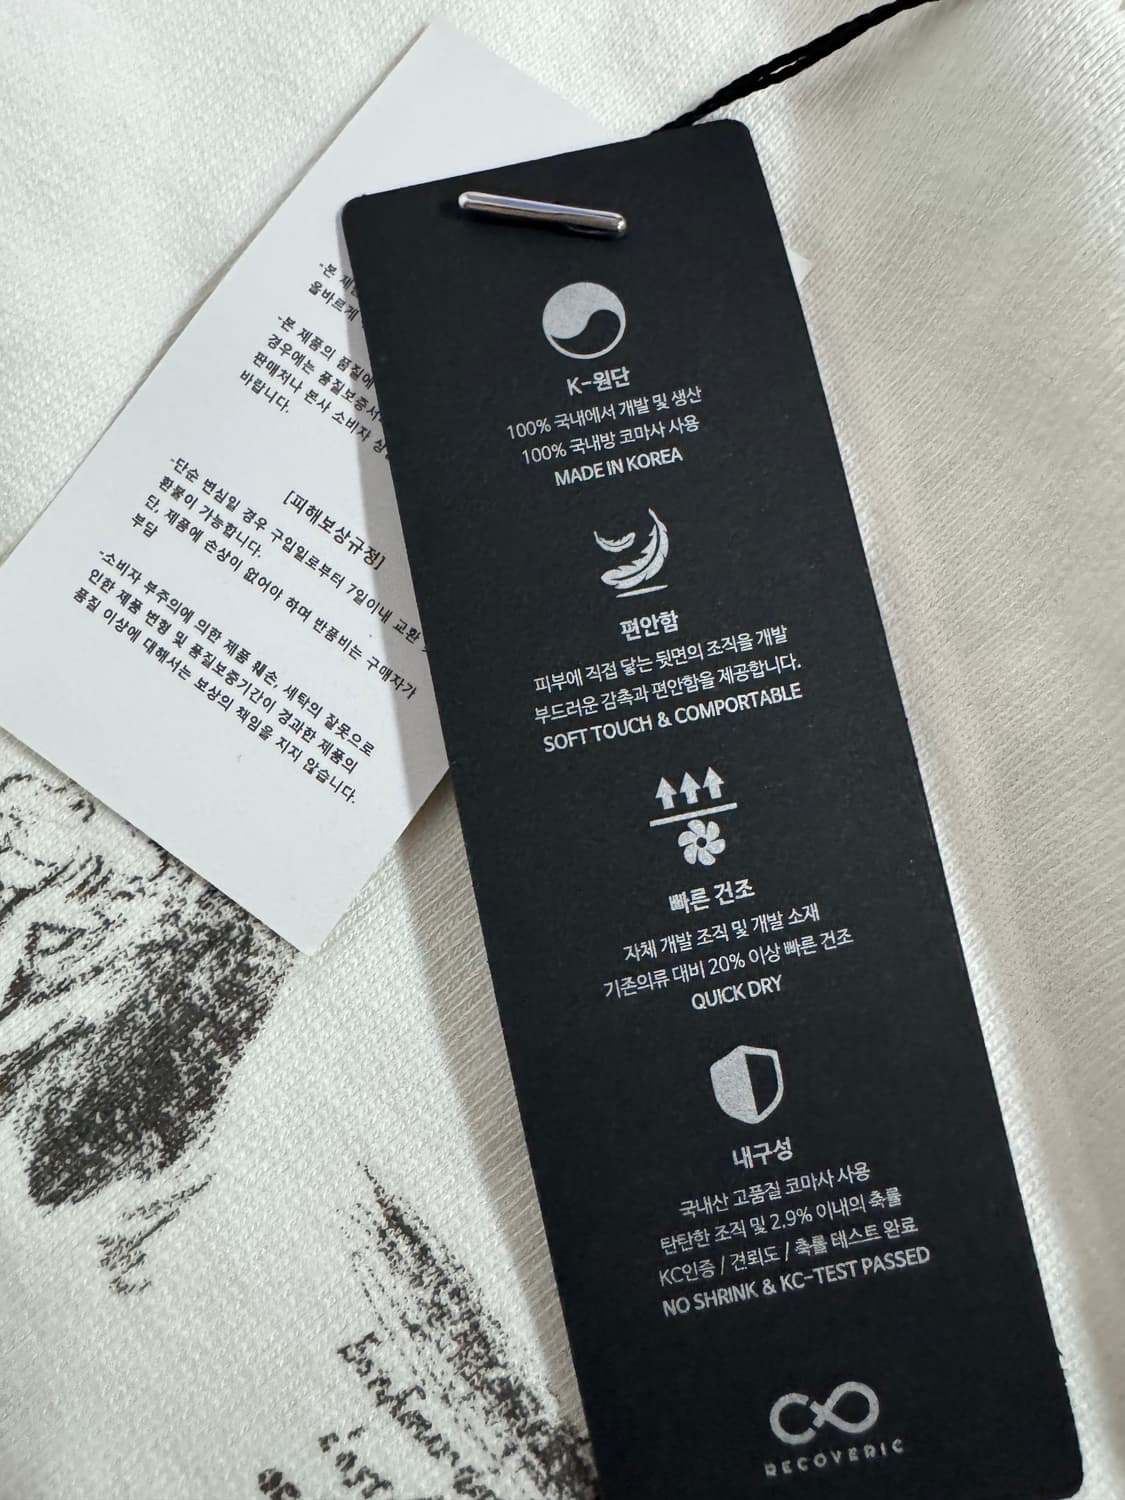 K-원단
100% 국내에서 개발 및 생산
100% 국내방 코마사 사용
MADE IN KOREA
편안함
피부에 직접 닿는 뒷면의 조직을 개발
부드러운 감촉과 편안함을 제공합니다.
SOFT TOUCH & COMPORTABLE
빠른 건조
자체 개발 조직 및 개발 소재
기존의류 대비 20% 이상 빠른 건조
QUICK DRY
내구성
국내산 고품질 코마사 사용
탄탄한 조직 및 2.9% 이내의 축률
KC인증 / 견뢰도 / 축률 테스트 완료
NO SHRINK & KC-TEST PASSED
RECOVERIC
-본
올바르게
-본 제품의 품질에
경우에는 품질보증서
판매처나 본사 소비자
바랍니다.
[피해보상규정]
-단순 변심일 경우 구입일로부터 7일이내 교환
환불이 가능합니다.
단, 제품에 손상이 없어야 하며 반품비는 구매자가
부담
-소비자 부주의에 의한 제품 훼손, 세탁의 잘못으로
인한 제품 변형 및 품질보증기간이 경과한 제품의
품질 이상에 대해서는 보상의 책임을 지지 않습니다.